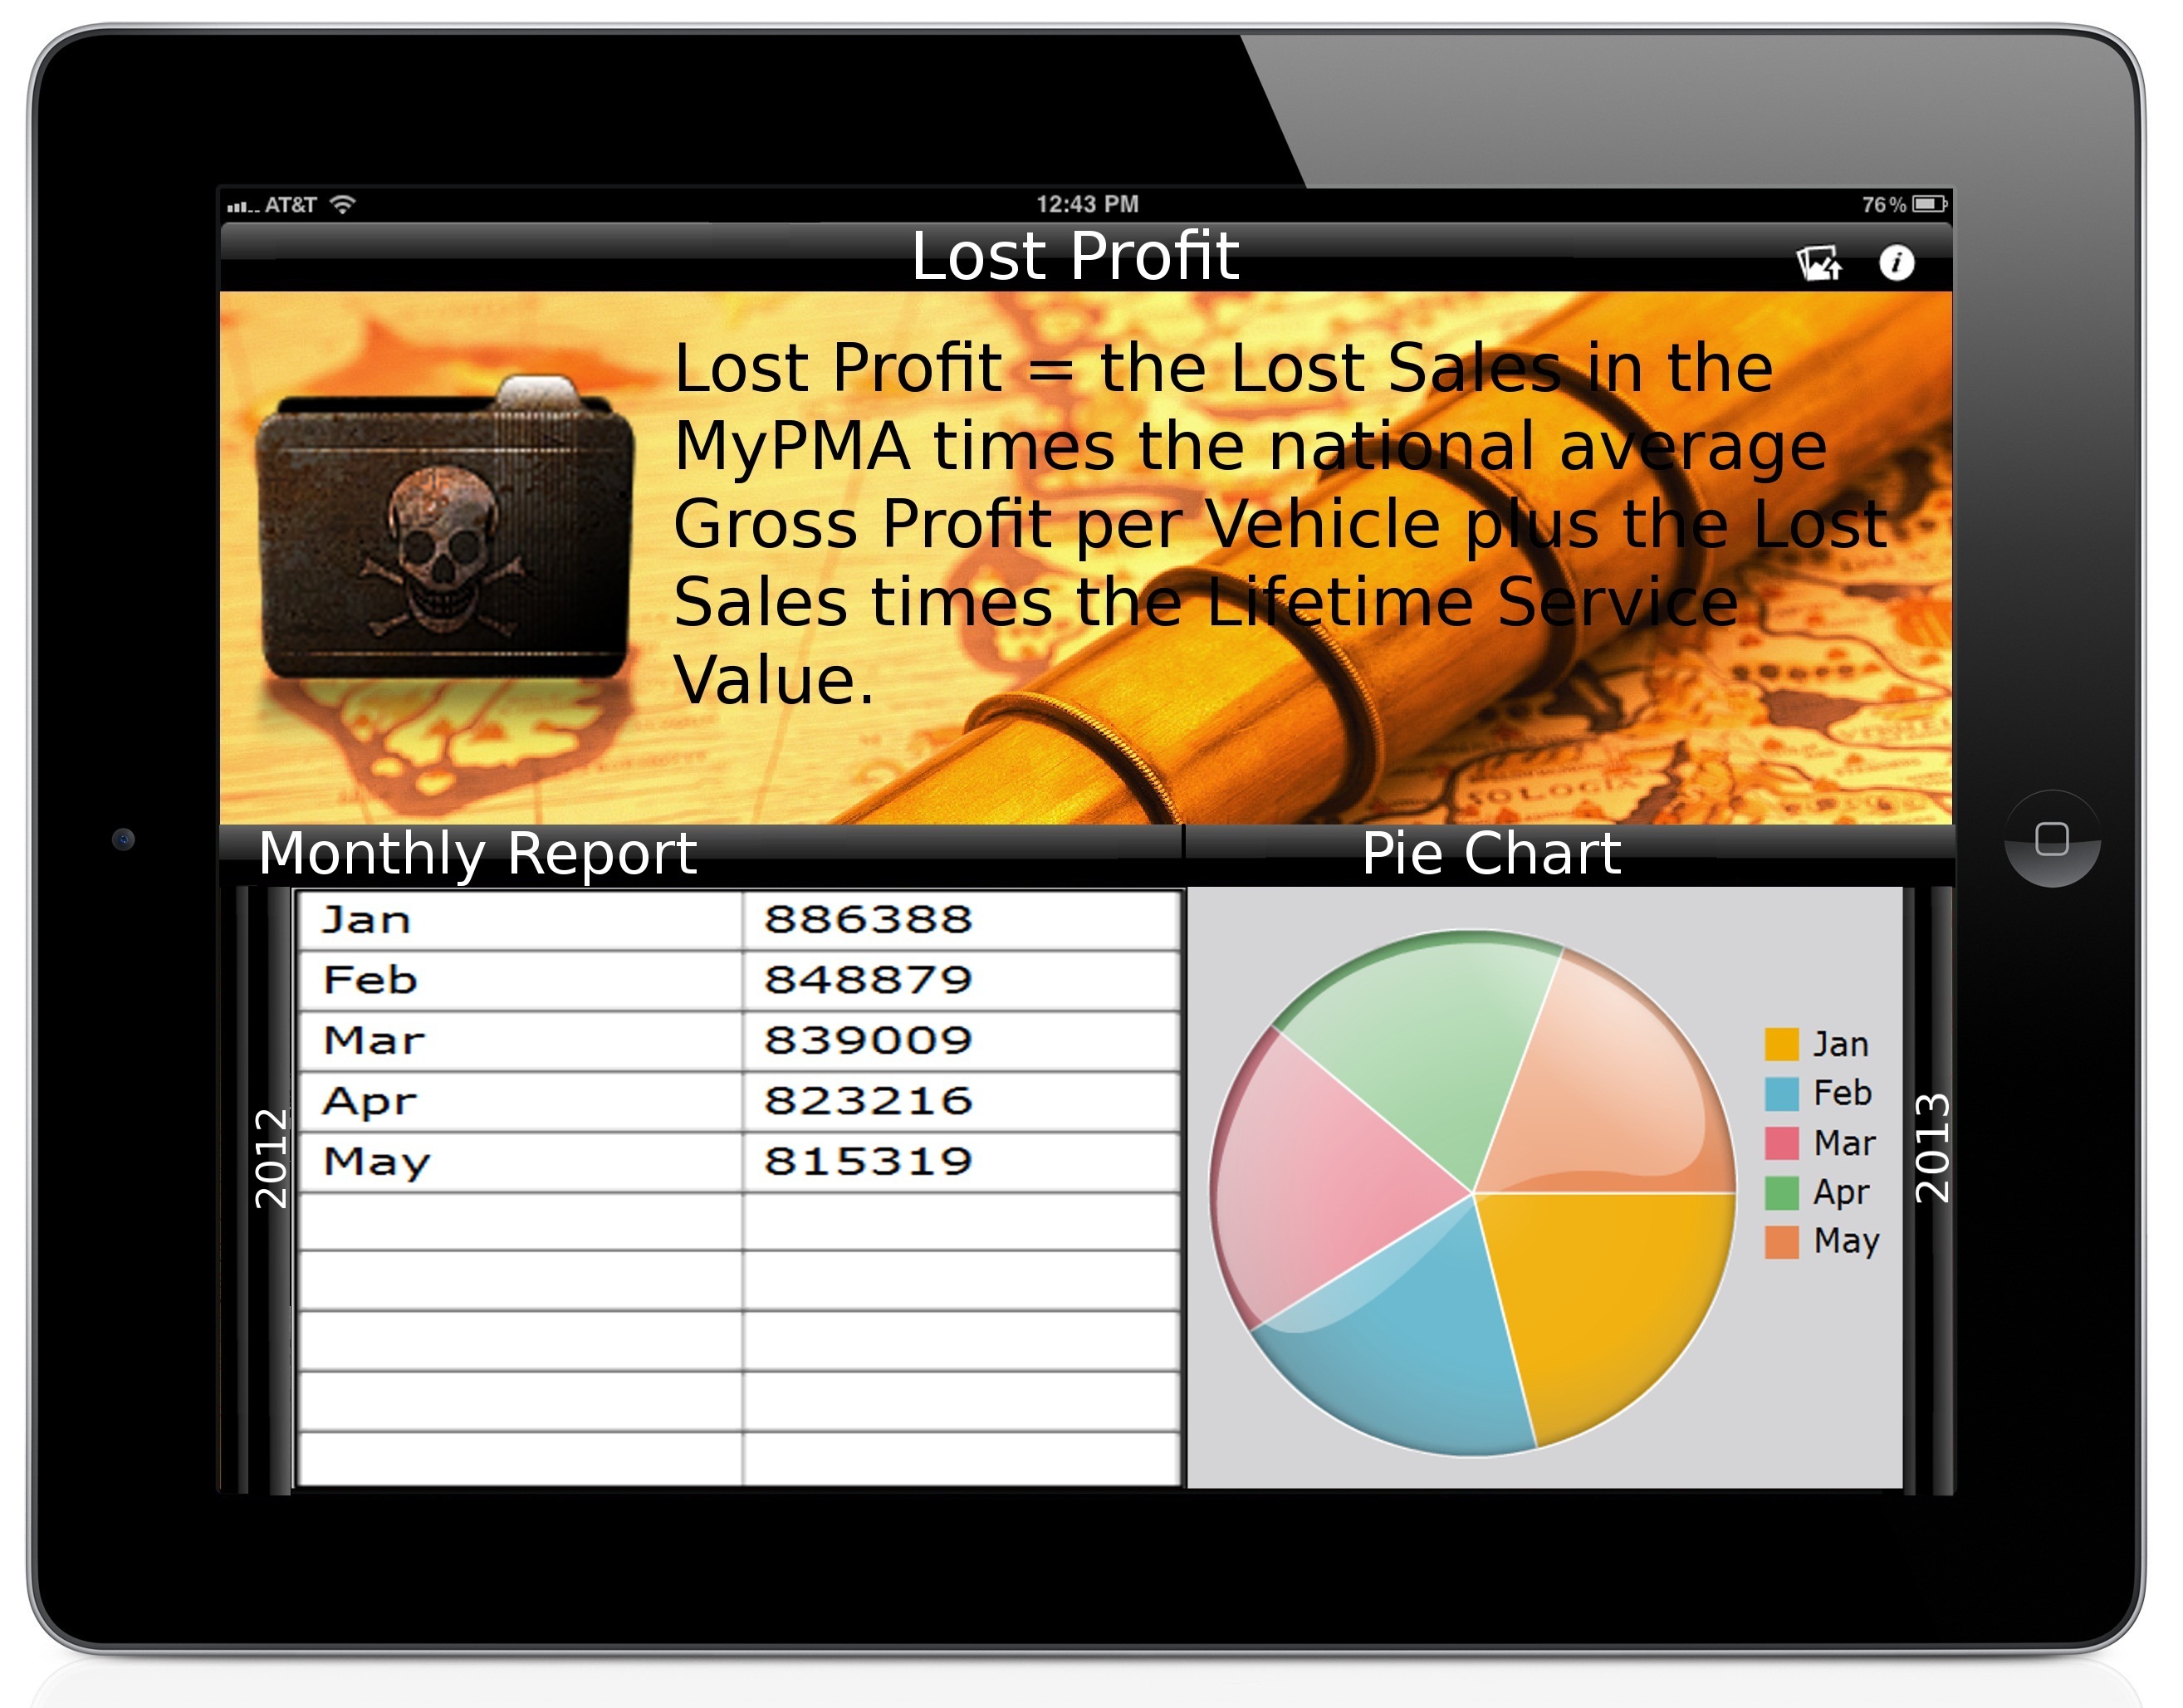 AT&T 12:43 PM 76%
Lost Profit
Lost Profit = the Lost Sales in the
MyPMA times the national average
Gross Profit per Vehicle plus the Lost
Sales times the Lifetime Service
Value.
Monthly Report
Pie Chart
2012
Jan 886388
Feb 848879
Mar 839009
Apr 823216
May 815319
Jan
Feb
Mar
Apr
May
2013